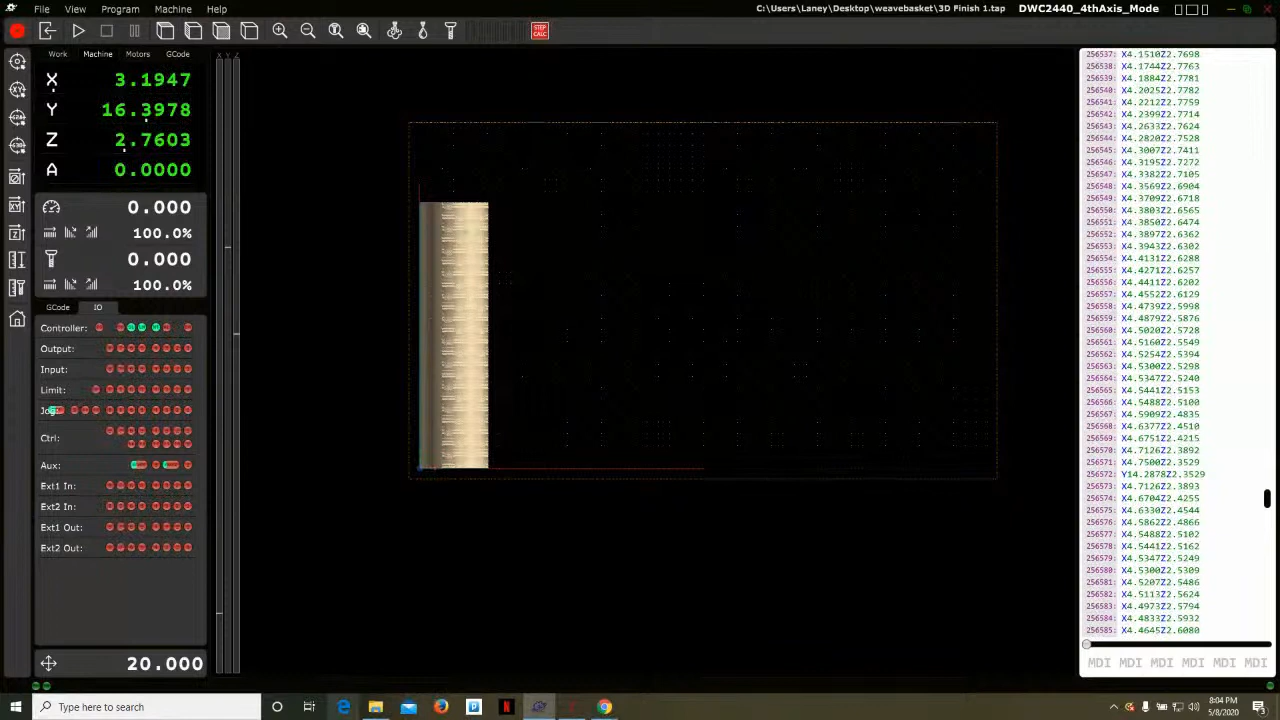 File View Program Machine Help
C:\Users\Laney\Desktop\weavebasket\3D Finish 1.tap DWC2440_4thAxis_Mode
STEP
CALC
Work Machine Motors GCode
X Y Z
X 3.1947
Y 16.3978
Z 2.7603
A 0.0000
0.000
100.0%
0.000
100.0%
GCode IO
Controller:
Output:
Input:
Limit:
Ctrl:
Aux:
Ext1 In:
Ext2 In:
Ext1 Out:
Ext2 Out:
20.000
256537: X4.1510Z2.7698
256538: X4.1744Z2.7763
256539: X4.1884Z2.7781
256540: X4.2025Z2.7782
256541: X4.2212Z2.7759
256542: X4.2399Z2.7714
256543: X4.2633Z2.7624
256544: X4.2820Z2.7528
256545: X4.3007Z2.7411
256546: X4.3195Z2.7272
256547: X4.3382Z2.7105
256548: X4.3569Z2.6904
256549: X4.3709Z2.6718
256550: X4.3803Z2.6565
256551: X4.3850Z2.6474
256552: X4.3897Z2.6362
256553: X4.3943Z2.6302
256554: X4.4131Z2.6288
256555: X4.4271Z2.6257
256556: X4.4411Z2.6202
256557: X4.4552Z2.6129
256558: X4.4739Z2.5998
256559: X4.4879Z2.5876
256560: X4.5020Z2.5728
256561: X4.5160Z2.5549
256562: X4.5254Z2.5394
256563: X4.5300Z2.5298
256564: X4.5347Z2.5240
256565: X4.5441Z2.5153
256566: X4.5488Z2.5100
256567: X4.5909Z2.4835
256568: X4.6377Z2.4510
256569: X4.6751Z2.4215
256570: X4.7126Z2.3892
256571: X4.7500Z2.3529
256572: Y14.2878Z2.3529
256573: X4.7126Z2.3893
256574: X4.6704Z2.4255
256575: X4.6330Z2.4544
256576: X4.5862Z2.4866
256577: X4.5488Z2.5102
256578: X4.5441Z2.5162
256579: X4.5347Z2.5249
256580: X4.5300Z2.5309
256581: X4.5207Z2.5486
256582: X4.5113Z2.5624
256583: X4.4973Z2.5794
256584: X4.4833Z2.5932
256585: X4.4645Z2.6080
MDI MDI MDI MDI MDI MDI
Type here to search
8:04 PM
5/8/2020